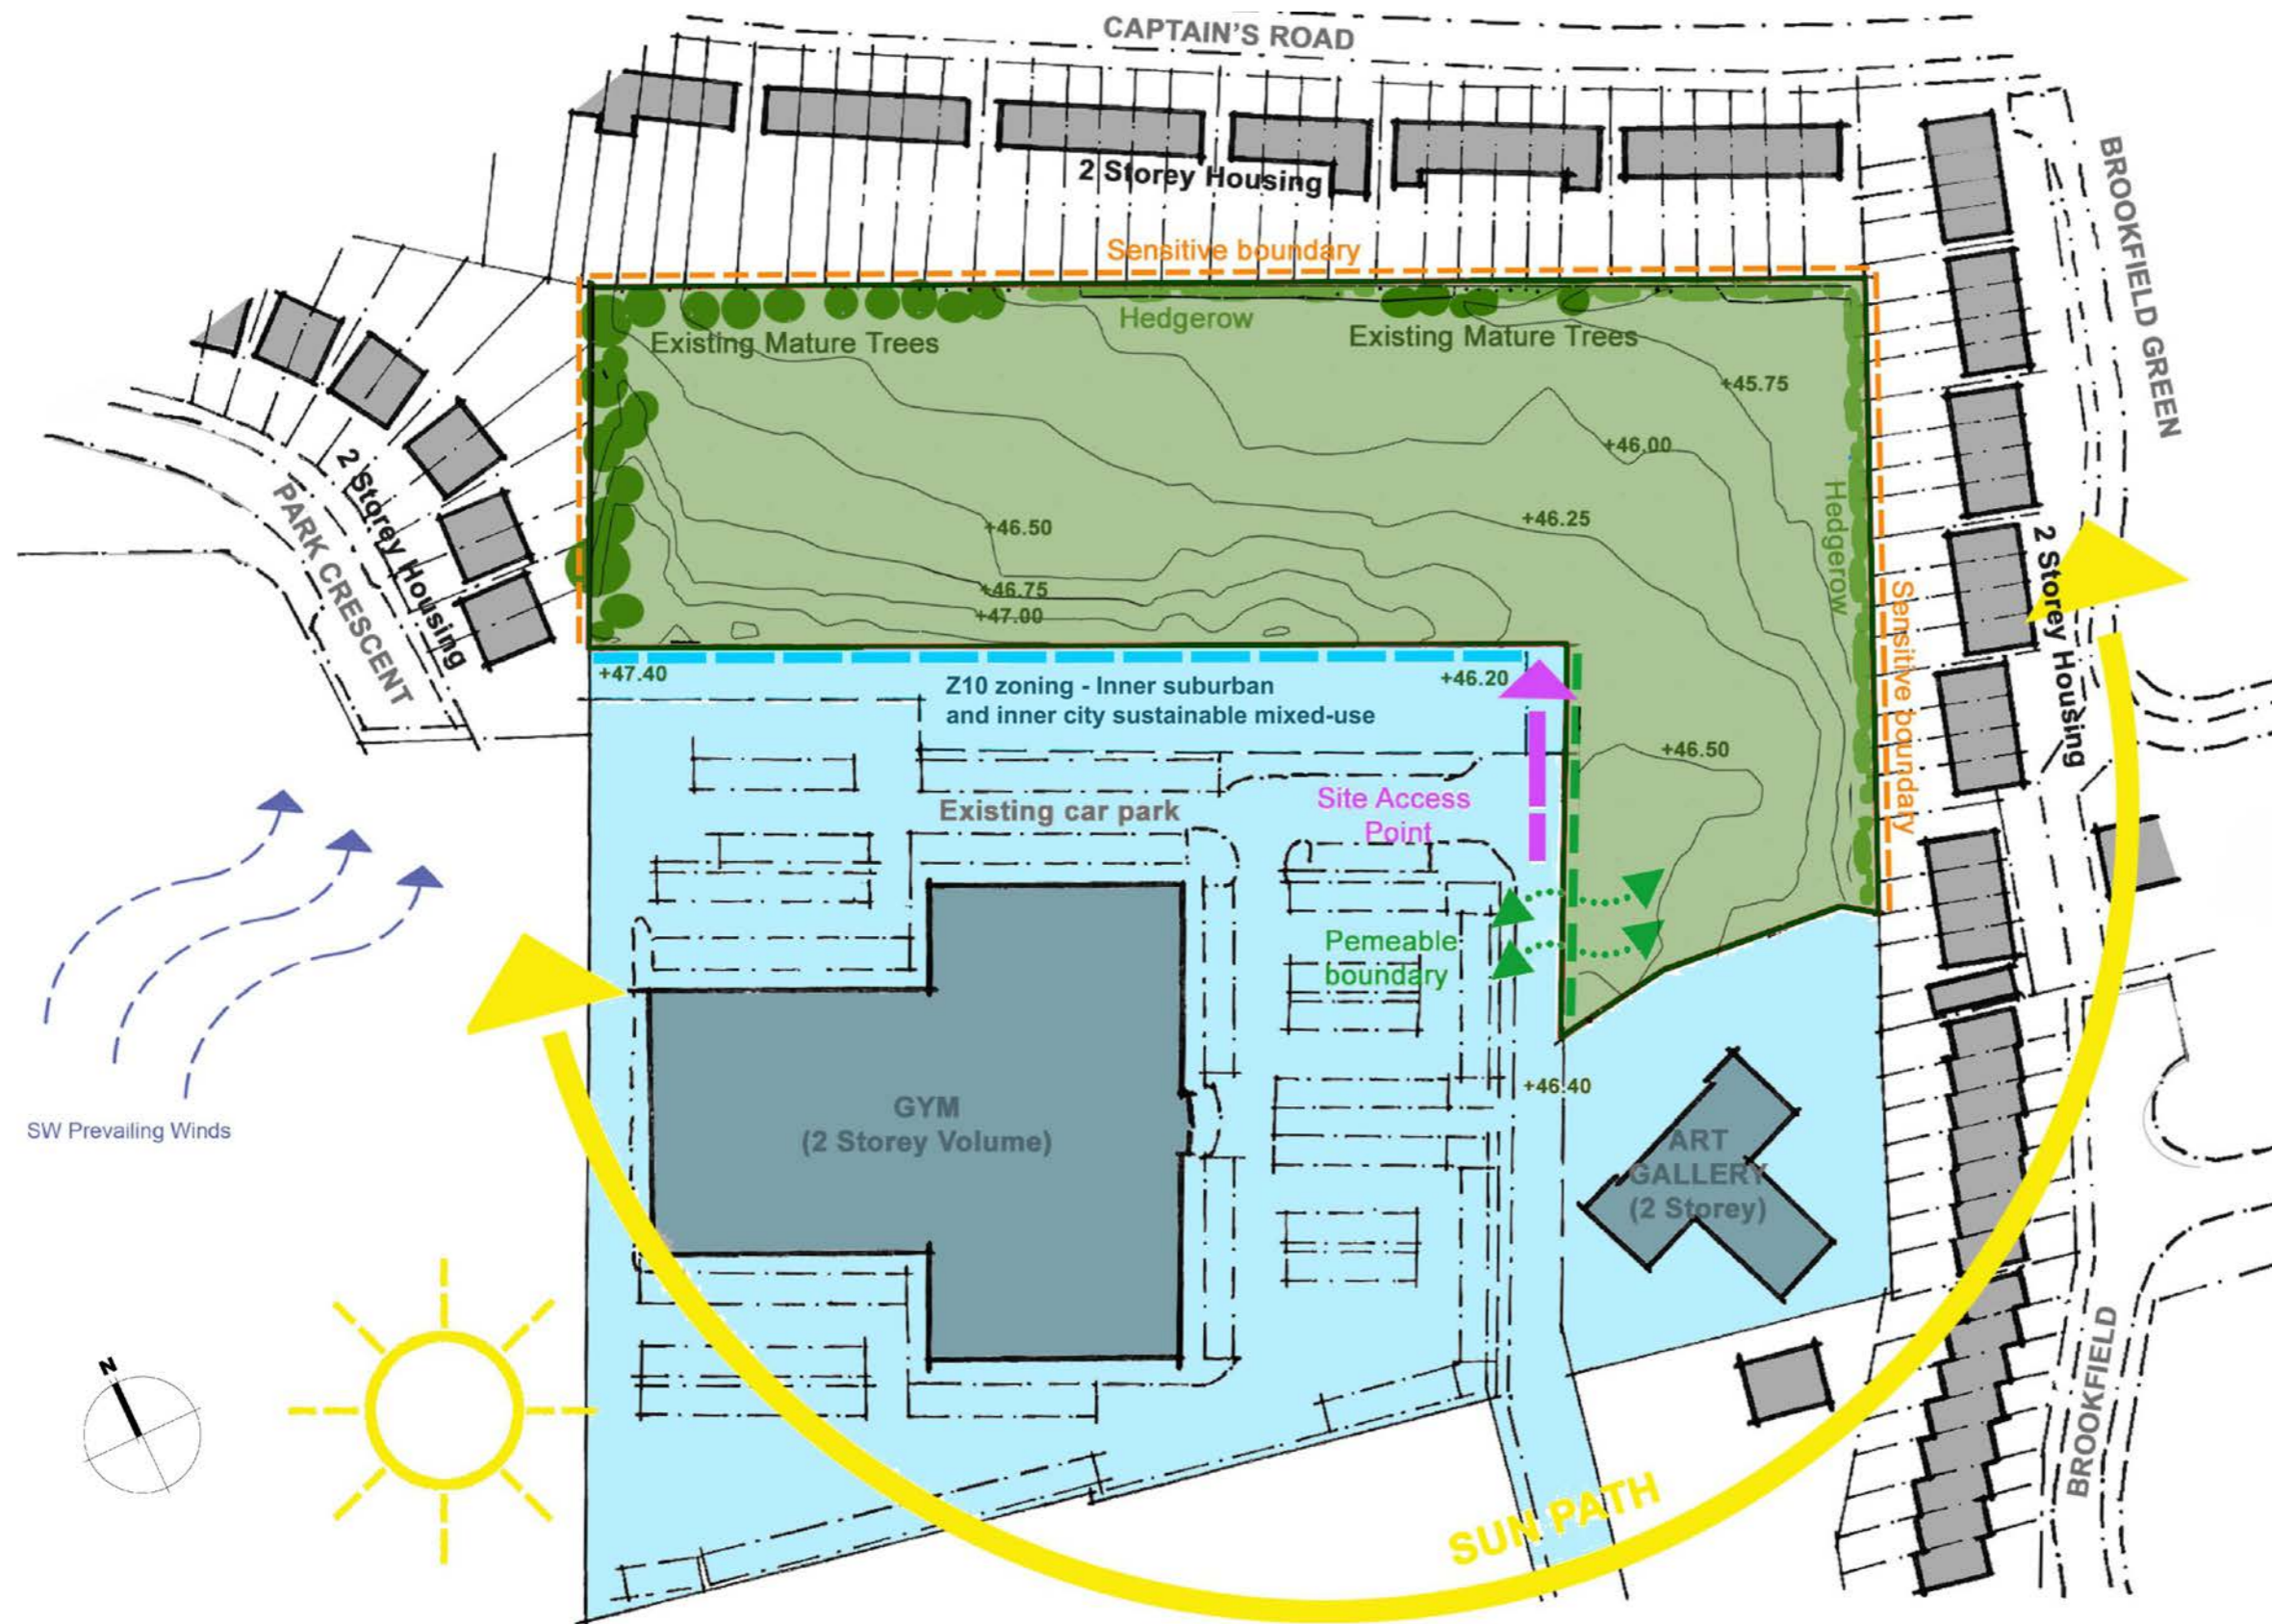 CAPTAIN'S ROAD
BROOKFIELD GREEN
2 Storey Housing
Sensitive boundary
Hedgerow
Existing Mature Trees
Existing Mature Trees
+45.75
+46.00
2 Storey Housing
PARK CRESCENT
+46.50
+46.25
Hedgerow
2 Storey Housing
Sensitive boundary
+46.75
+47.00
+47.40
+46.20
Z10 zoning - Inner suburban
and inner city sustainable mixed-use
+46.50
Existing car park
Site Access
Point
Pemeable
boundary
SW Prevailing Winds
GYM
(2 Storey Volume)
+46.40
ART
GALLERY
(2 Storey)
N
BROOKFIELD
SUN PATH